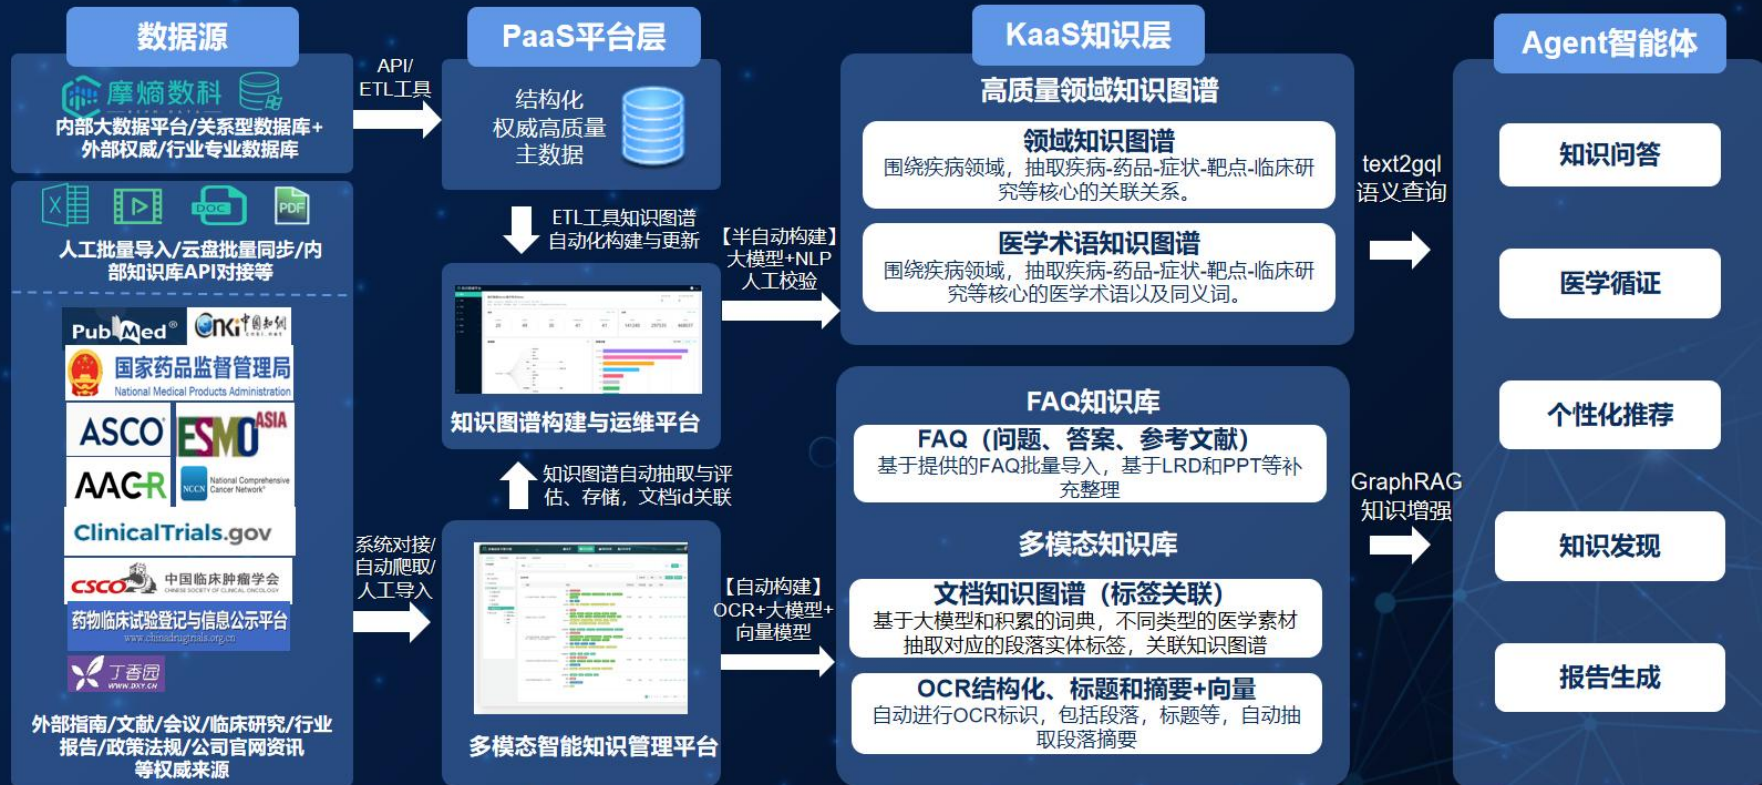 数据源
摩熵数科
内部大数据平台/关系型数据库+
外部权威/行业专业数据库
DOC
PDF
人工批量导入/云盘批量同步/内
部知识库API对接等
PubMed®
cnki中国知网
cnki.net
国家药品监督管理局
National Medical Products Administration
ASCO
ESMO ASIA
AACR
NCCN
National Comprehensive
Cancer Network®
ClinicalTrials.gov
CSCO
中国临床肿瘤学会
CHINESE SOCIETY OF CLINICAL ONCOLOGY
药物临床试验登记与信息公示平台
www.chinadrugtrials.org.cn
丁香园
WWW.DXY.CN
外部指南/文献/会议/临床研究/行业
报告/政策法规/公司官网资讯
等权威来源
API/
ETL工具
系统对接/
自动爬取/
人工导入
PaaS平台层
结构化
权威高质量
主数据
ETL工具知识图谱
自动化构建与更新
知识图谱构建与运维平台
知识图谱自动抽取与评
估、存储，文档id关联
多模态智能知识管理平台
【半自动构建】
大模型+NLP
人工校验
【自动构建】
OCR+大模型+
向量模型
KaaS知识层
高质量领域知识图谱
领域知识图谱
围绕疾病领域，抽取疾病-药品-症状-靶点-临床研
究等核心的关联关系。
医学术语知识图谱
围绕疾病领域，抽取疾病-药品-症状-靶点-临床研
究等核心的医学术语以及同义词。
FAQ知识库
FAQ（问题、答案、参考文献）
基于提供的FAQ批量导入，基于LRD和PPT等补
充整理
多模态知识库
文档知识图谱（标签关联）
基于大模型和积累的词典，不同类型的医学素材
抽取对应的段落实体标签，关联知识图谱
OCR结构化、标题和摘要+向量
自动进行OCR标识，包括段落，标题等，自动抽
取段落摘要
text2gql
语义查询
GraphRAG
知识增强
Agent智能体
知识问答
医学循证
个性化推荐
知识发现
报告生成